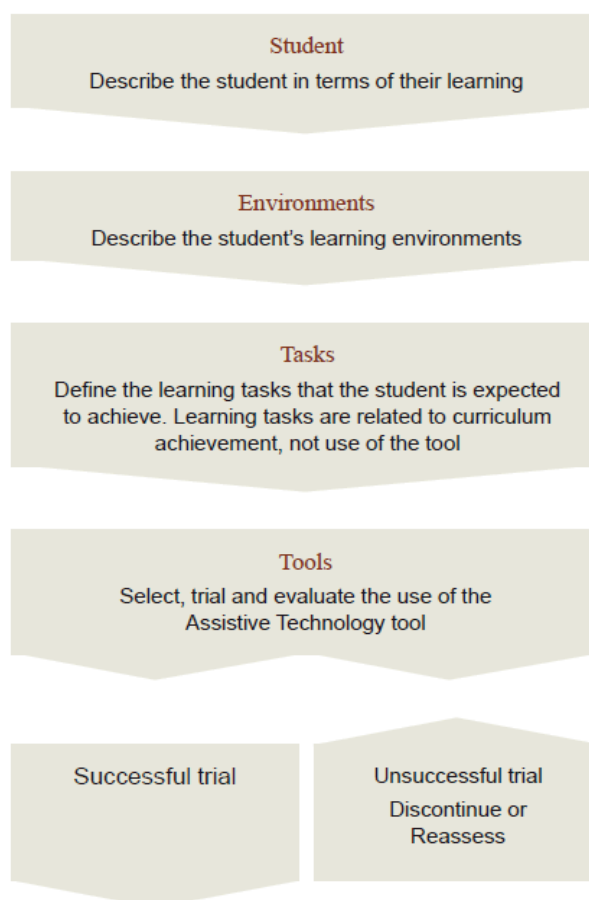 Student
Describe the student in terms of their learning
Environments
Describe the student's learning environments
Tasks
Define the learning tasks that the student is expected
to achieve. Learning tasks are related to curriculum
achievement, not use of the tool
Tools
Select, trial and evaluate the use of the
Assistive Technology tool
Successful trial
Unsuccessful trial
Discontinue or
Reassess